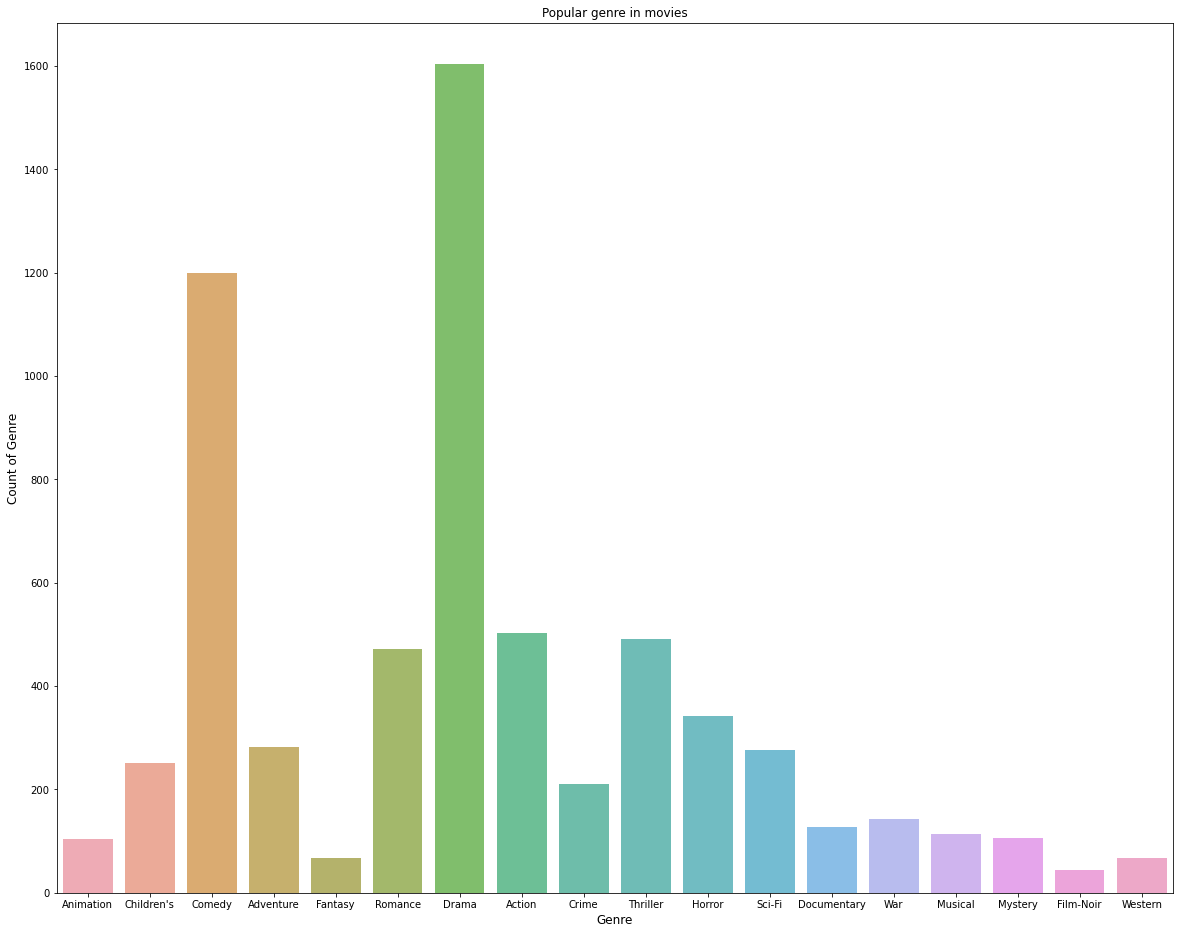 Popular genre in movies
1600
1400
1200
1000
800
600
400
200
0
Count of Genre
Animation Children's Comedy Adventure Fantasy Romance Drama Action Crime Thriller Horror Sci-Fi Documentary War Musical Mystery Film-Noir Western
Genre